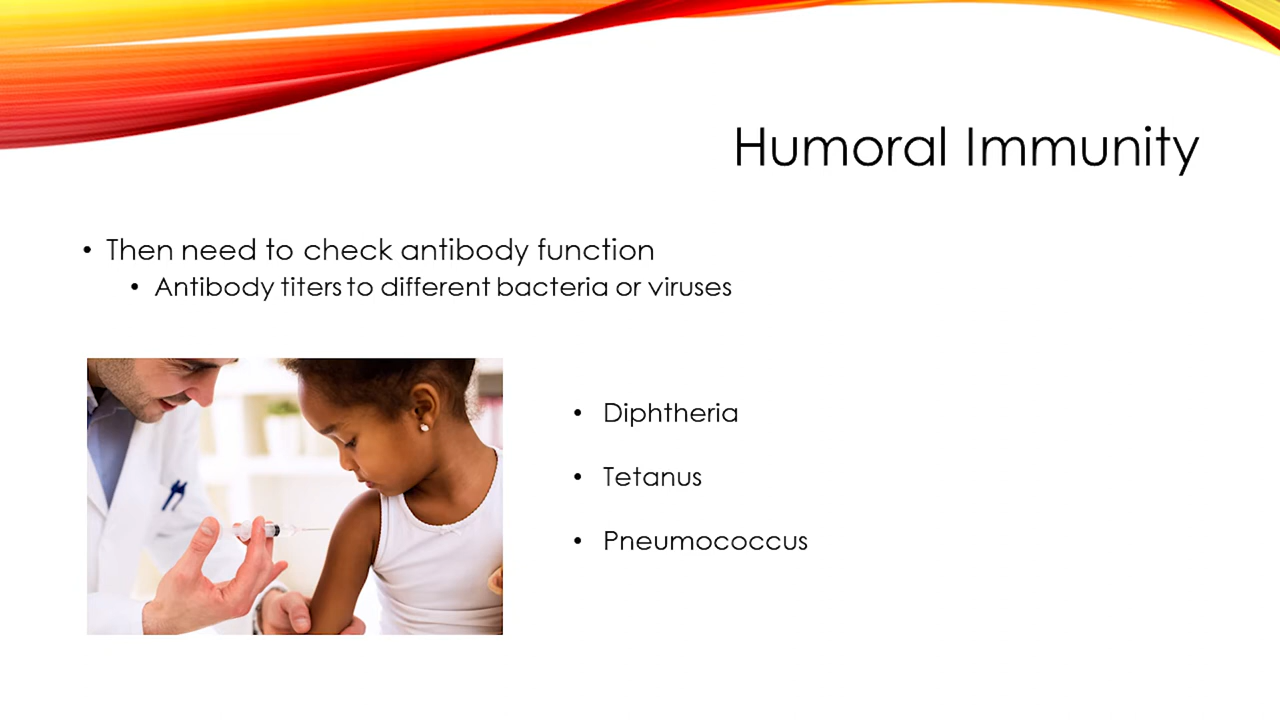 Humoral Immunity
• Then need to check antibody function
• Antibody titers to different bacteria or viruses
• Diphtheria
• Tetanus
• Pneumococcus